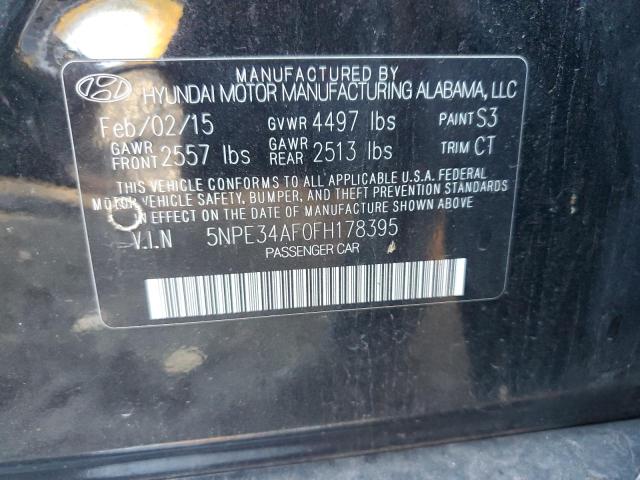 MANUFACTURED BY
HYUNDAI MOTOR MANUFACTURING ALABAMA, LLC
Feb/02/15 GVWR 4497 lbs PAINT S3
GAWR FRONT 2557 lbs GAWR REAR 2513 lbs TRIM CT
THIS VEHICLE CONFORMS TO ALL APPLICABLE U.S.A. FEDERAL
MOTOR VEHICLE SAFETY, BUMPER, AND THEFT PREVENTION STANDARDS
IN EFFECT ON THE DATE OF MANUFACTURE SHOWN ABOVE
V.I.N 5NPE34AF0FH178395
PASSENGER CAR